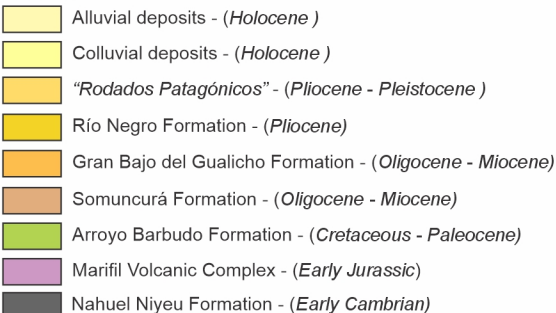 Alluvial deposits - (Holocene )
Colluvial deposits - (Holocene )
“Rodados Patagónicos” - (Pliocene - Pleistocene )
Río Negro Formation - (Pliocene)
Gran Bajo del Gualicho Formation - (Oligocene - Miocene)
Somuncurá Formation - (Oligocene - Miocene)
Arroyo Barbudo Formation - (Cretaceous - Paleocene)
Marifil Volcanic Complex - (Early Jurassic)
Nahuel Niyeu Formation - (Early Cambrian)